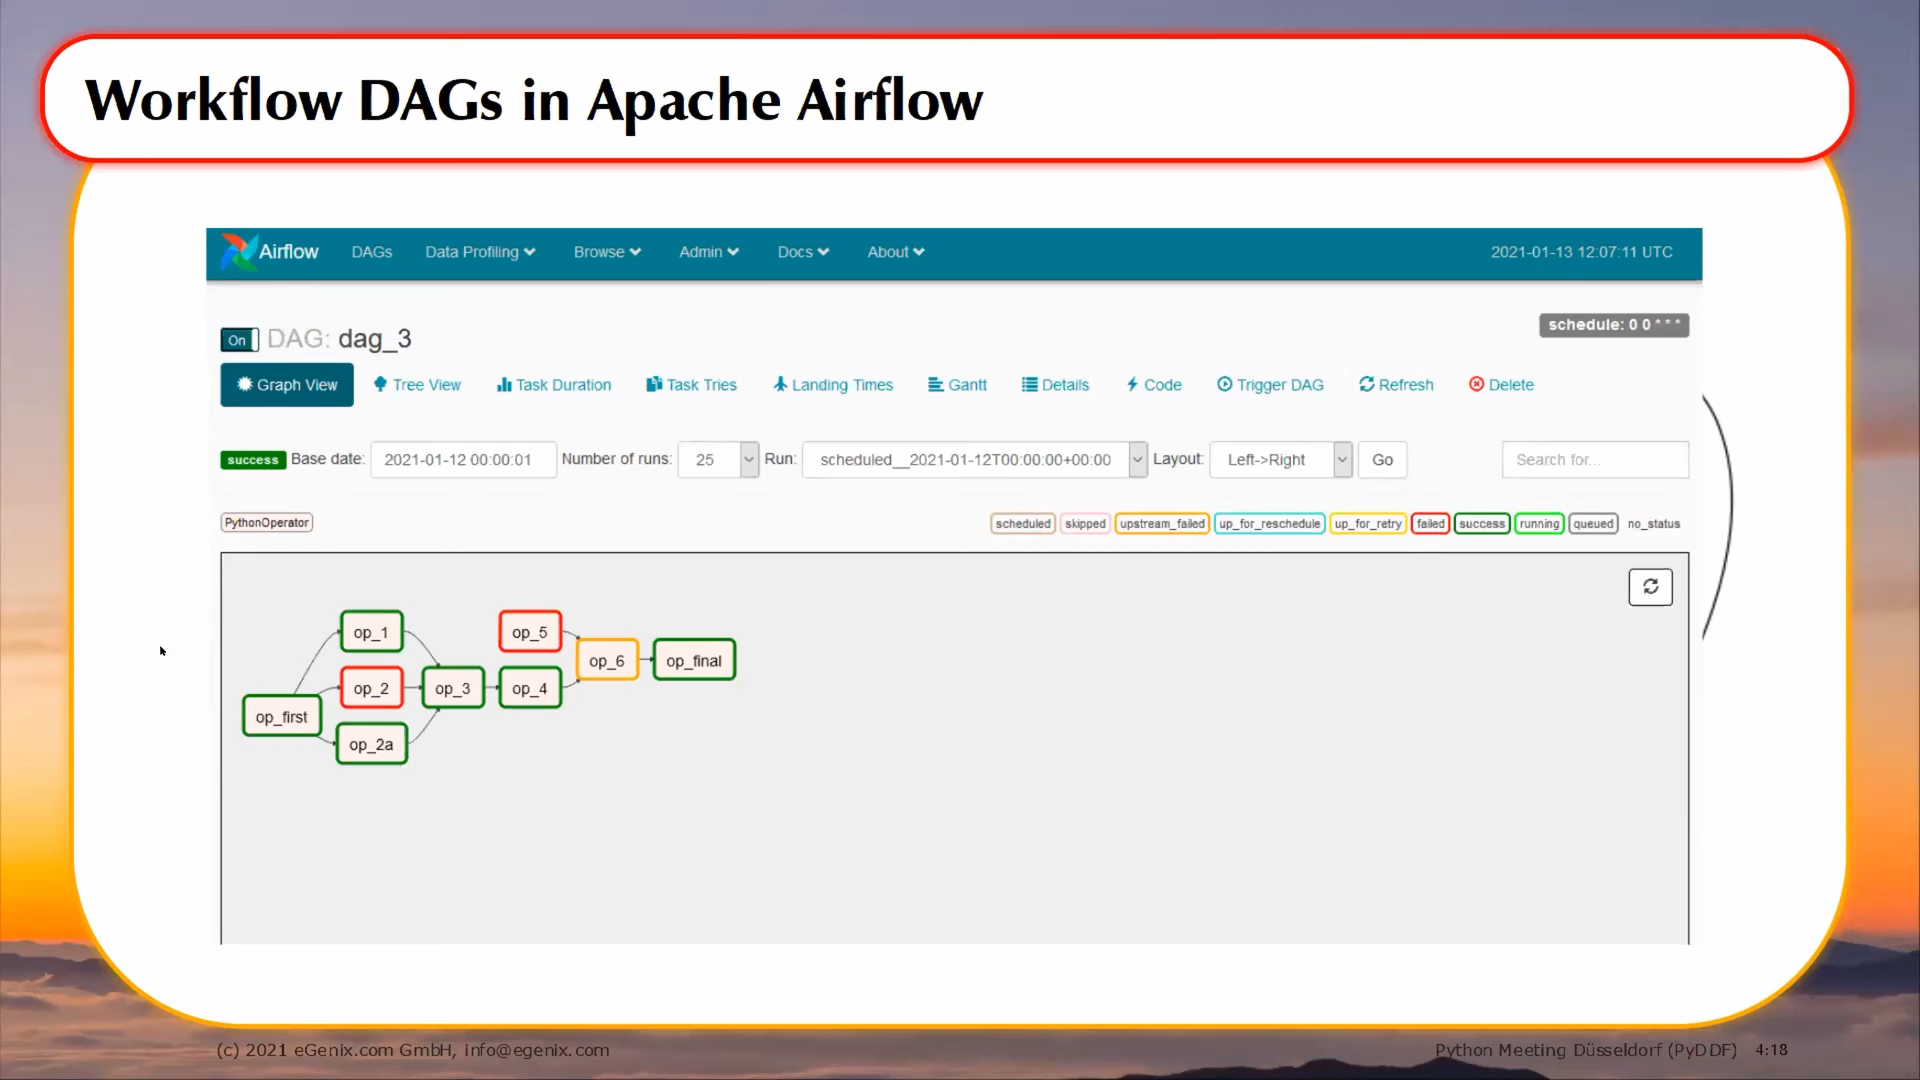 Workflow DAGs in Apache Airflow
Airflow DAGs Data Profiling Browse Admin Docs About 2021-01-13 12:07:11 UTC
schedule: 0 0 * * *
On DAG: dag_3
Graph View Tree View Task Duration Task Tries Landing Times Gantt Details Code Trigger DAG Refresh Delete
success Base date: 2021-01-12 00:00:01 Number of runs: 25 Run: scheduled__2021-01-12T00:00:00+00:00 Layout: Left->Right Go Search for...
PythonOperator scheduled skipped upstream_failed up_for_reschedule up_for_retry failed success running queued no_status
op_1 op_5
op_6 op_final
op_2 op_3 op_4
op_first
op_2a
(c) 2021 eGenix.com GmbH, info@egenix.com Python Meeting Düsseldorf (PyDDF) 4:18